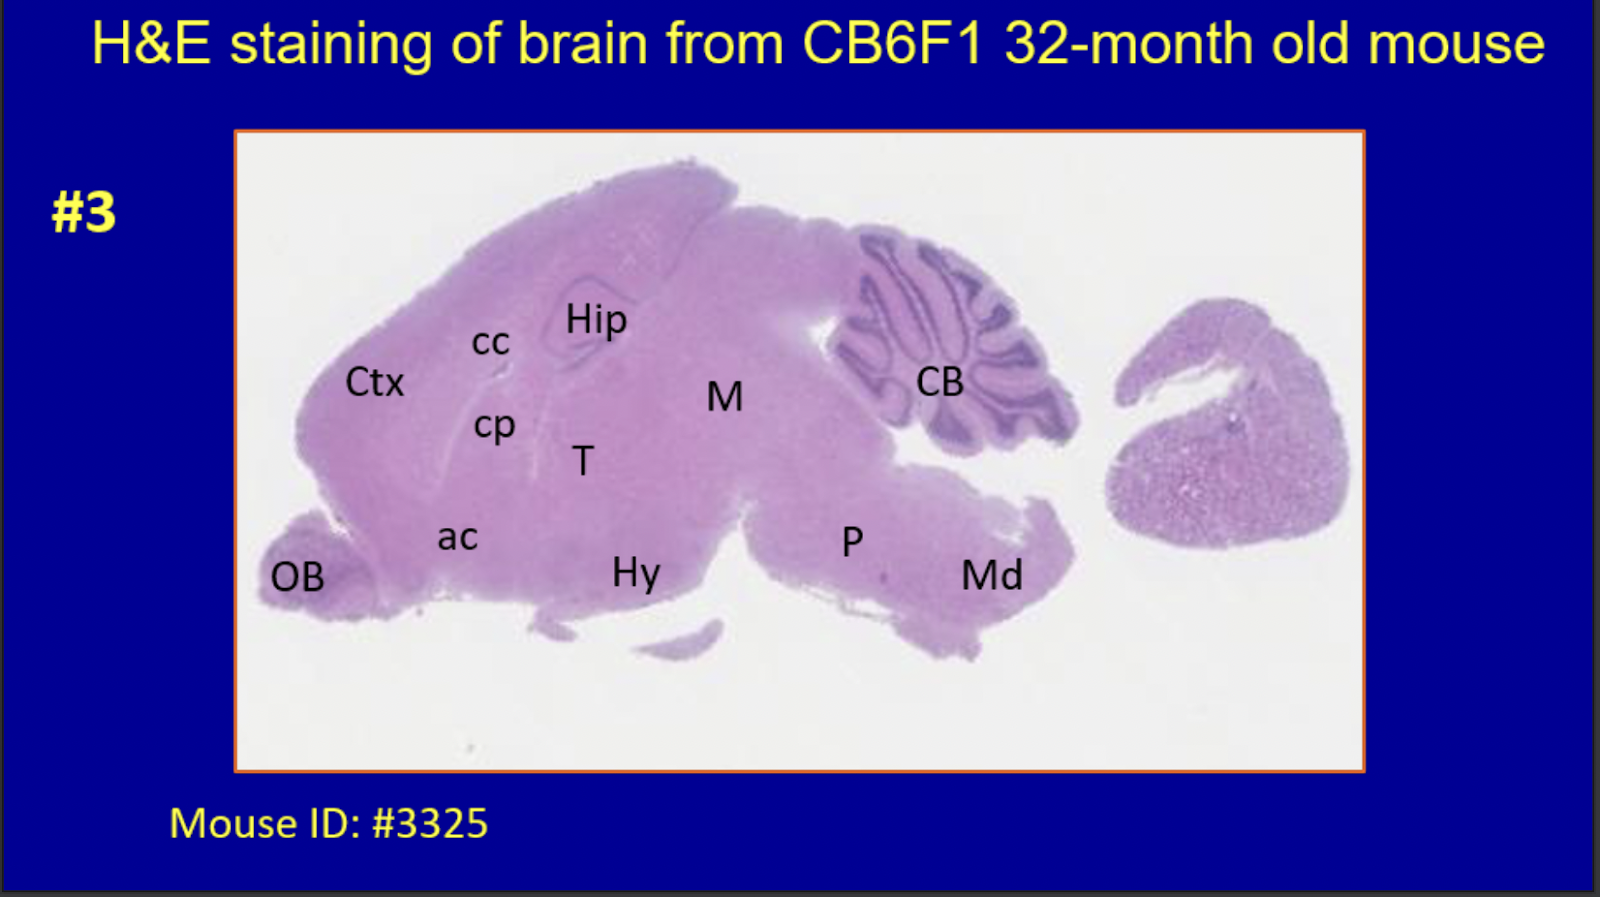 H&E staining of brain from CB6F1 32-month old mouse
#3
Hip
cc
Ctx
M
CB
cp
T
ac
P
OB
Hy
Md
Mouse ID: #3325